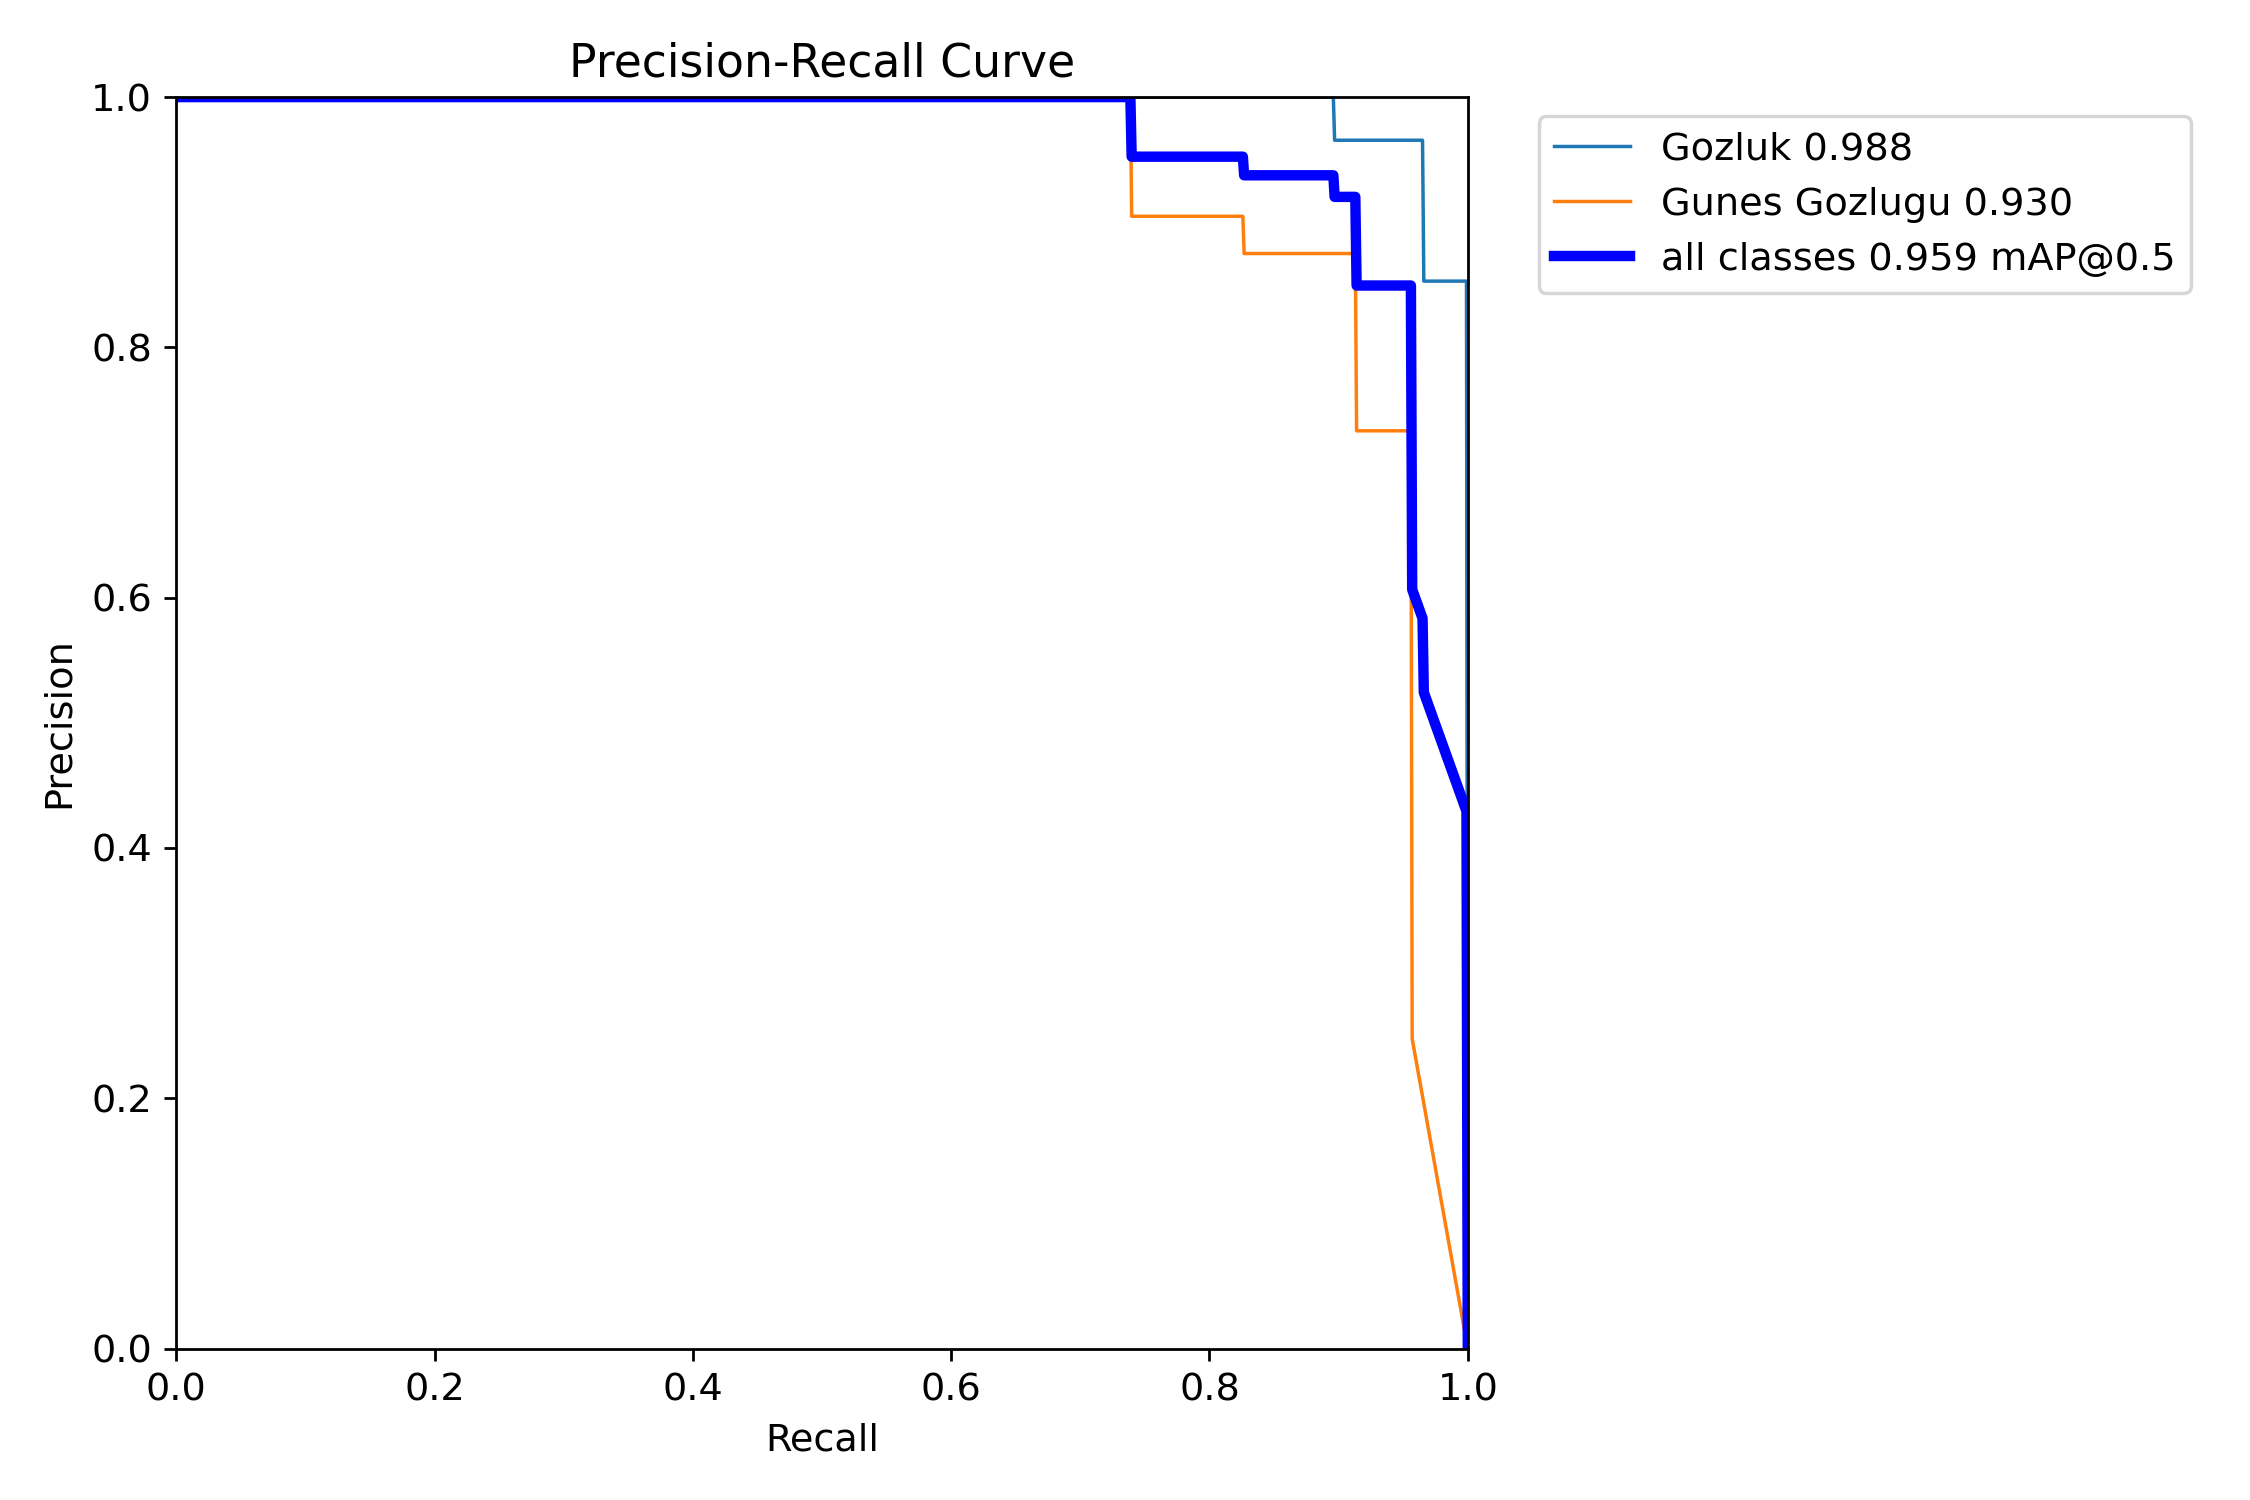 Precision-Recall Curve
1.0
0.8
0.6
0.4
0.2
0.0
Precision
0.0 0.2 0.4 0.6 0.8 1.0
Recall
Gozluk 0.988
Gunes Gozlugu 0.930
all classes 0.959 mAP@0.5